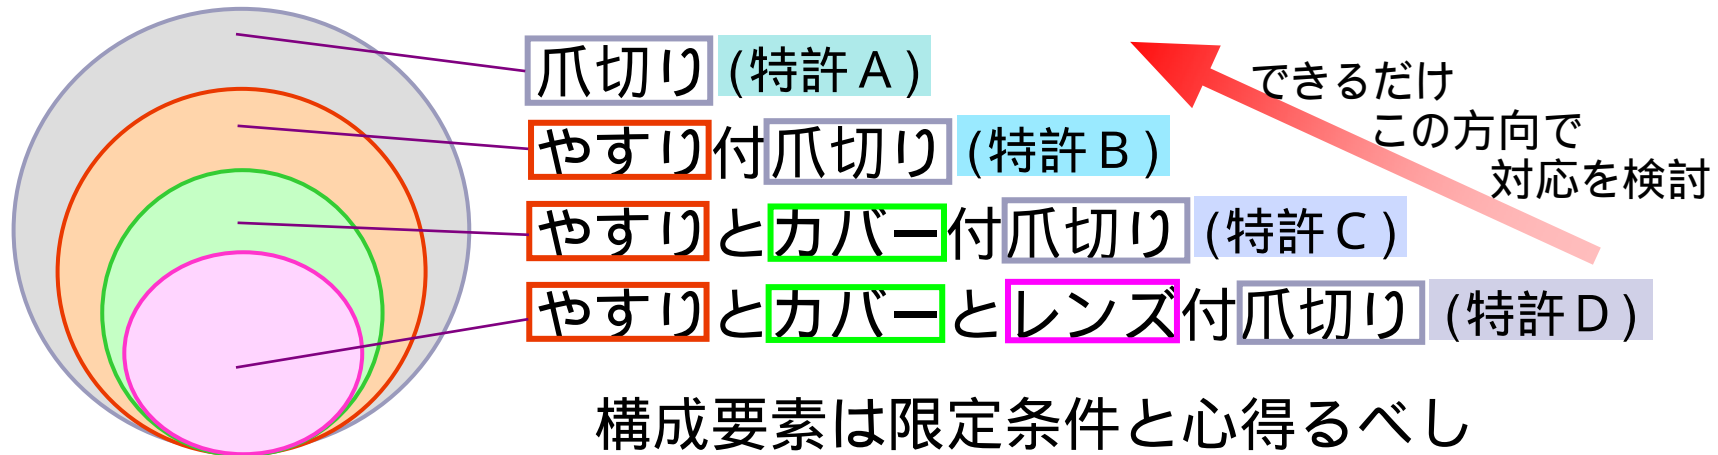 爪切り (特許Ａ)
やすり付爪切り (特許Ｂ)
やすりとカバー付爪切り (特許Ｃ)
やすりとカバーとレンズ付爪切り (特許Ｄ)
できるだけ
この方向で
対応を検討
構成要素は限定条件と心得るべし